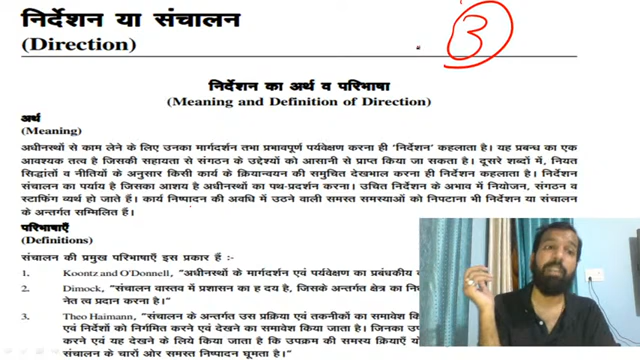 निर्देशन या संचालन
(Direction)
3
निर्देशन का अर्थ व परिभाषा
(Meaning and Definition of Direction)
अर्थ
(Meaning)
अधीनस्थों से काम लेने के लिए उनका मार्गदर्शन तभा प्रभावपूर्ण पर्यवेक्षण करना ही ‘निर्देशन’ कहलाता है। यह प्रबन्ध का एक
आवश्यक तत्व है जिसकी सहायता से संगठन के उद्देश्यों को आसानी से प्राप्त किया जा सकता है। दूसरे शब्दों में, नियत
सिद्धांतों व नीतियों के अनुसार किसी कार्य के क्रियान्वयन की समुचित देखभाल करना ही निर्देशन कहलाता है। निर्देशन
संचालन का पर्याय है जिसका आशय है अधीनस्थों का पथ-प्रदर्शन करना। उचित निर्देशन के अभाव में नियोजन, संगठन व
स्टाफिंग व्यर्थ हो जाते हैं। कार्य निष्पादन की अवधि में उठने वाली समस्त समस्याओं को निपटाना भी निर्देशन या संचालन
के अन्तर्गत सम्मिलित हैं।
परिभाषाएँ
(Definitions)
संचालन की प्रमुख परिभाषाएँ इस प्रकार हैं :-
1. Koontz and O'Donnell, “अधीनस्थों के मार्गदर्शन एवं पर्यवेक्षण का प्रबंधकीय
2. Dimock, “संचालन वास्तव में प्रशासन का ह दय है, जिसके अन्तर्गत क्षेत्र का
नेत त्व प्रदान करना है।”
3. Theo Haimann, “संचालन के अन्तर्गत उस प्रक्रिया एवं तकनीकों का समावेश
एवं निर्देशों को निर्गमित करने एवं देखने का समावेश किया जाता है। जिनका
करने एवं यह देखने के लिये किया जाता है कि उपक्रम की समस्य क्रियाएँ
संचालन के चारों ओर समस्त निष्पादन घूमता है।”